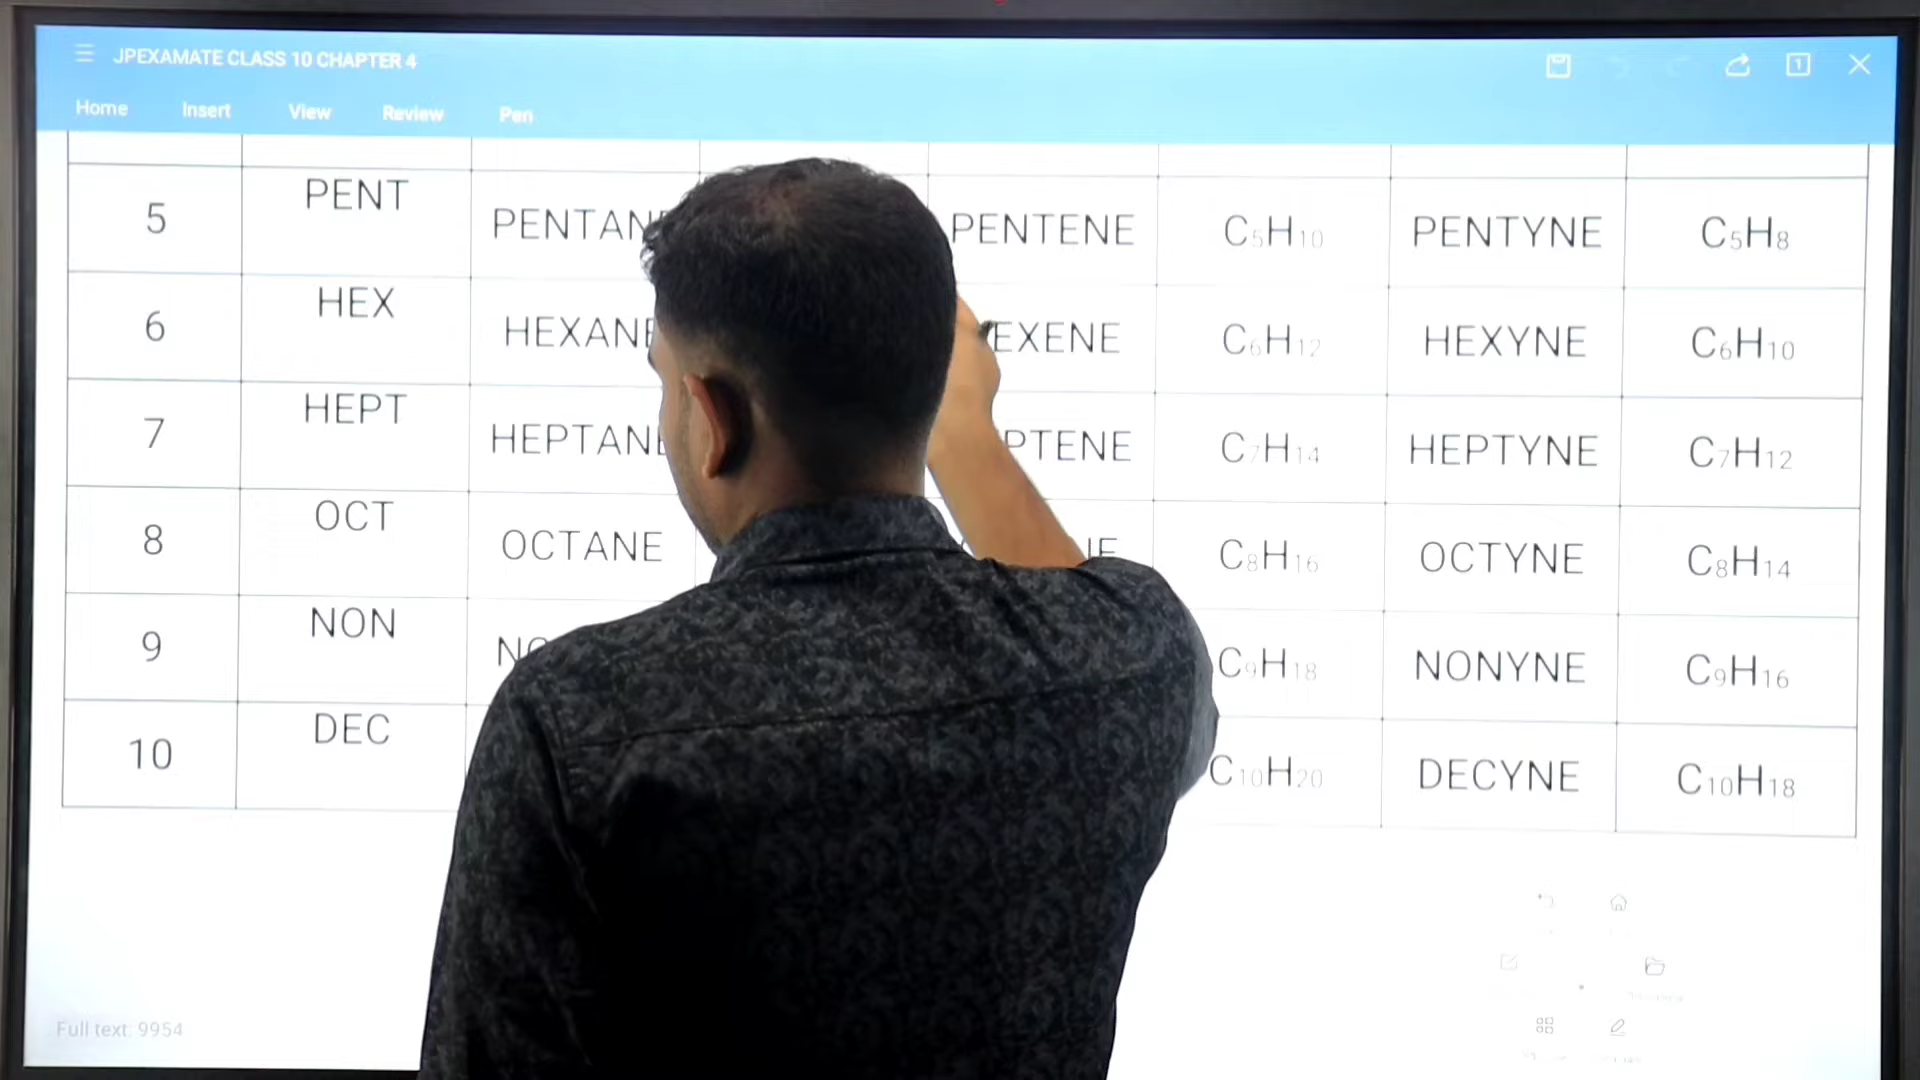 JPEXAMATE CLASS 10 CHAPTER 4
1
Home Insert View Review Pen
5 PENT PENTANE PENTENE C₅H₁₀ PENTYNE C₅H₈
6 HEX HEXANE EXENE C₆H₁₂ HEXYNE C₆H₁₀
7 HEPT HEPTANE PTENE C₇H₁₄ HEPTYNE C₇H₁₂
8 OCT OCTANE C₈H₁₆ OCTYNE C₈H₁₄
9 NON C₉H₁₈ NONYNE C₉H₁₆
10 DEC C₁₀H₂₀ DECYNE C₁₀H₁₈
Full text: 9954